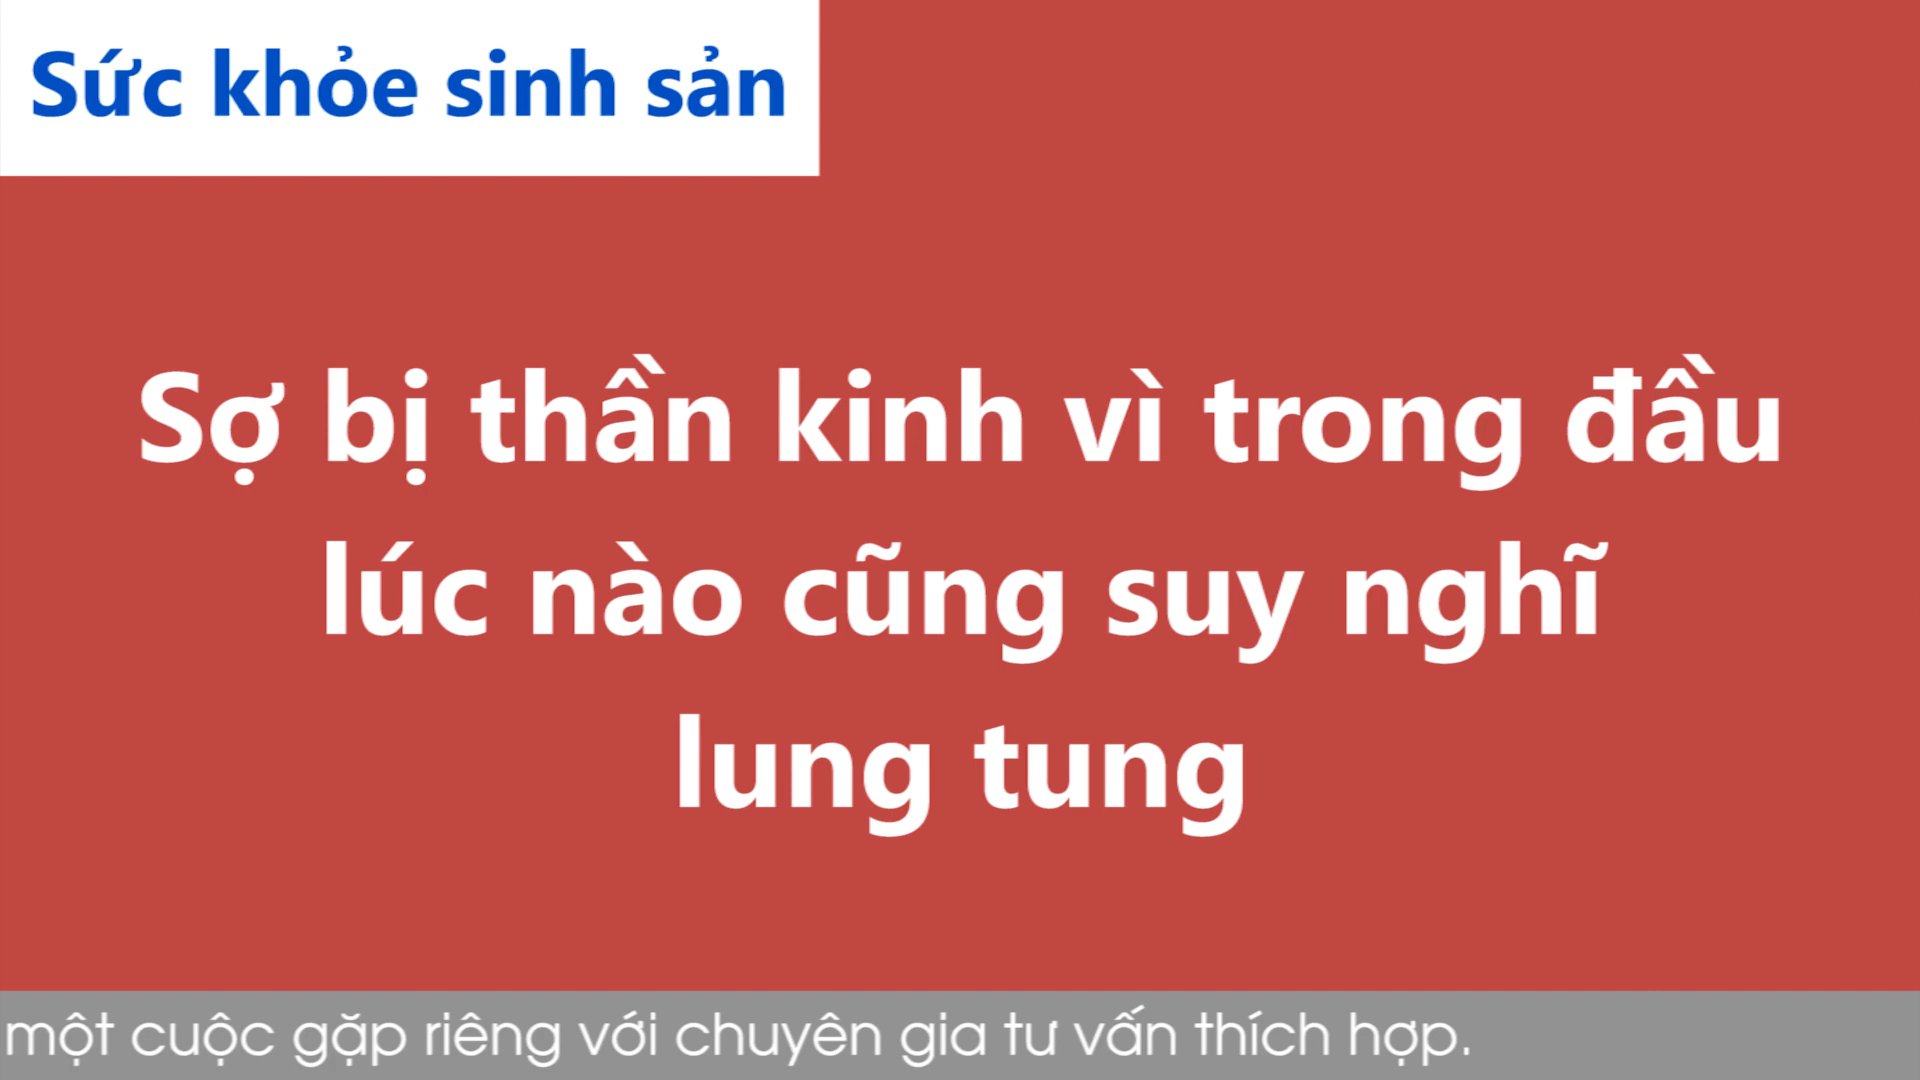 Sức khỏe sinh sản
Sợ bị thần kinh vì trong đầu
lúc nào cũng suy nghĩ
lung tung
một cuộc gặp riêng với chuyên gia tư vấn thích hợp.